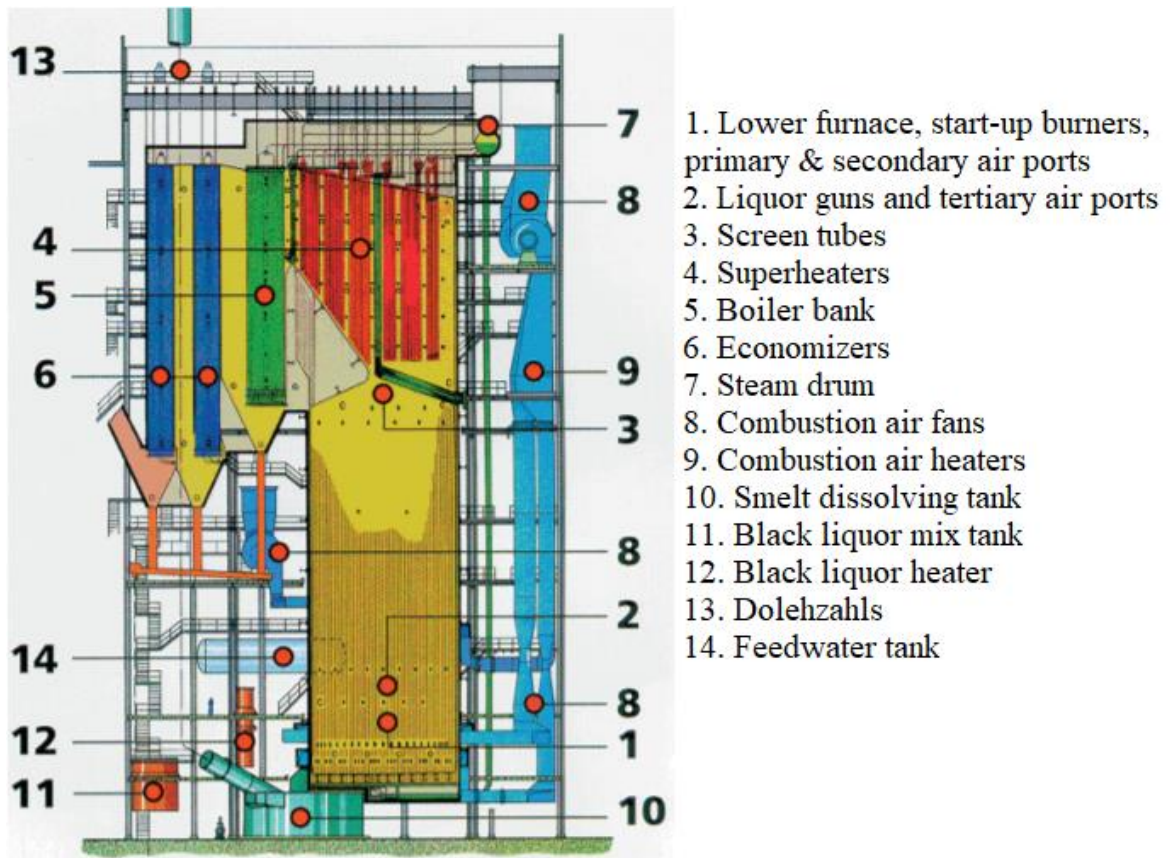 13
7
8
4
5
6
9
3
8
2
14
8
12
1
11
10
1. Lower furnace, start-up burners,
primary & secondary air ports
2. Liquor guns and tertiary air ports
3. Screen tubes
4. Superheaters
5. Boiler bank
6. Economizers
7. Steam drum
8. Combustion air fans
9. Combustion air heaters
10. Smelt dissolving tank
11. Black liquor mix tank
12. Black liquor heater
13. Dolehzahls
14. Feedwater tank